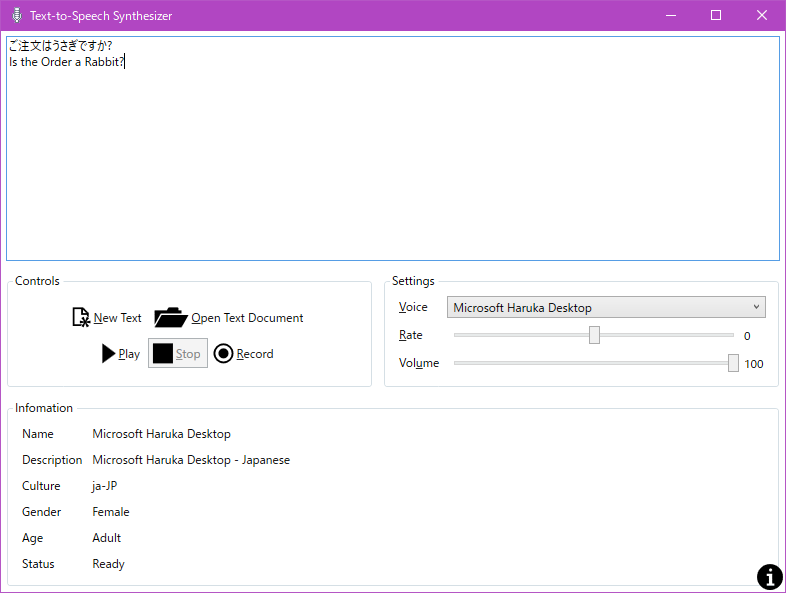 Text-to-Speech Synthesizer
ご注文はうさぎですか?
Is the Order a Rabbit?
Controls
New Text
Open Text Document
Play
Stop
Record
Settings
Voice Microsoft Haruka Desktop
Rate 0
Volume 100
Infomation
Name Microsoft Haruka Desktop
Description Microsoft Haruka Desktop - Japanese
Culture ja-JP
Gender Female
Age Adult
Status Ready